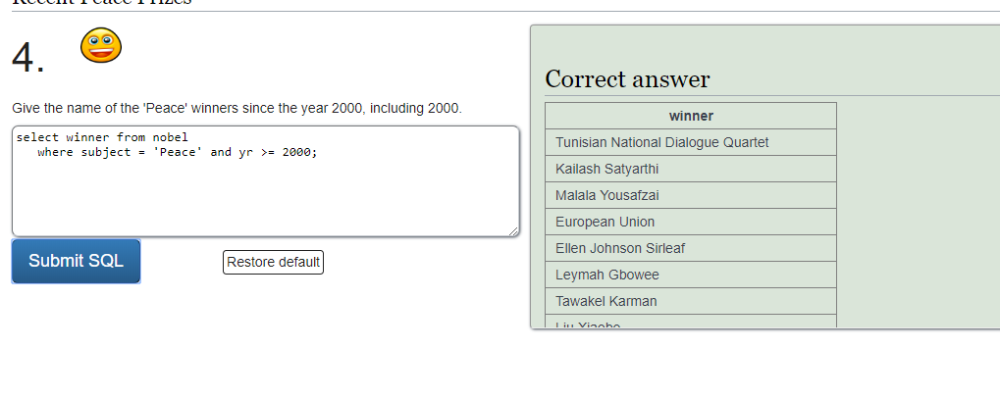 Recent Peace Prizes
4.
Give the name of the 'Peace' winners since the year 2000, including 2000.
select winner from nobel
where subject = 'Peace' and yr >= 2000;
Submit SQL
Restore default
Correct answer
winner
Tunisian National Dialogue Quartet
Kailash Satyarthi
Malala Yousafzai
European Union
Ellen Johnson Sirleaf
Leymah Gbowee
Tawakel Karman
Liu Xiaobo